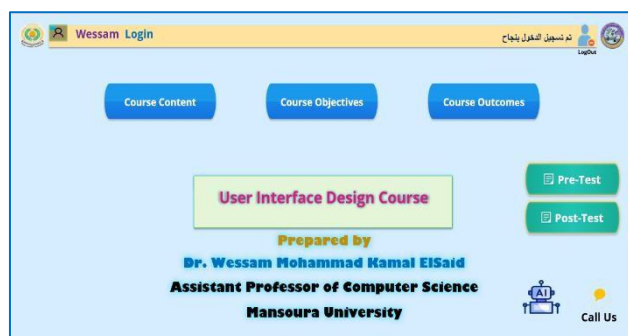 Wessam Login
تم تسجيل الدخول بنجاح
LogOut
Course Content
Course Objectives
Course Outcomes
Pre-Test
User Interface Design Course
Post-Test
Prepared by
Dr. Wessam Mohammad Kamal ElSaid
Assistant Professor of Computer Science
AI
Mansoura University
Call Us